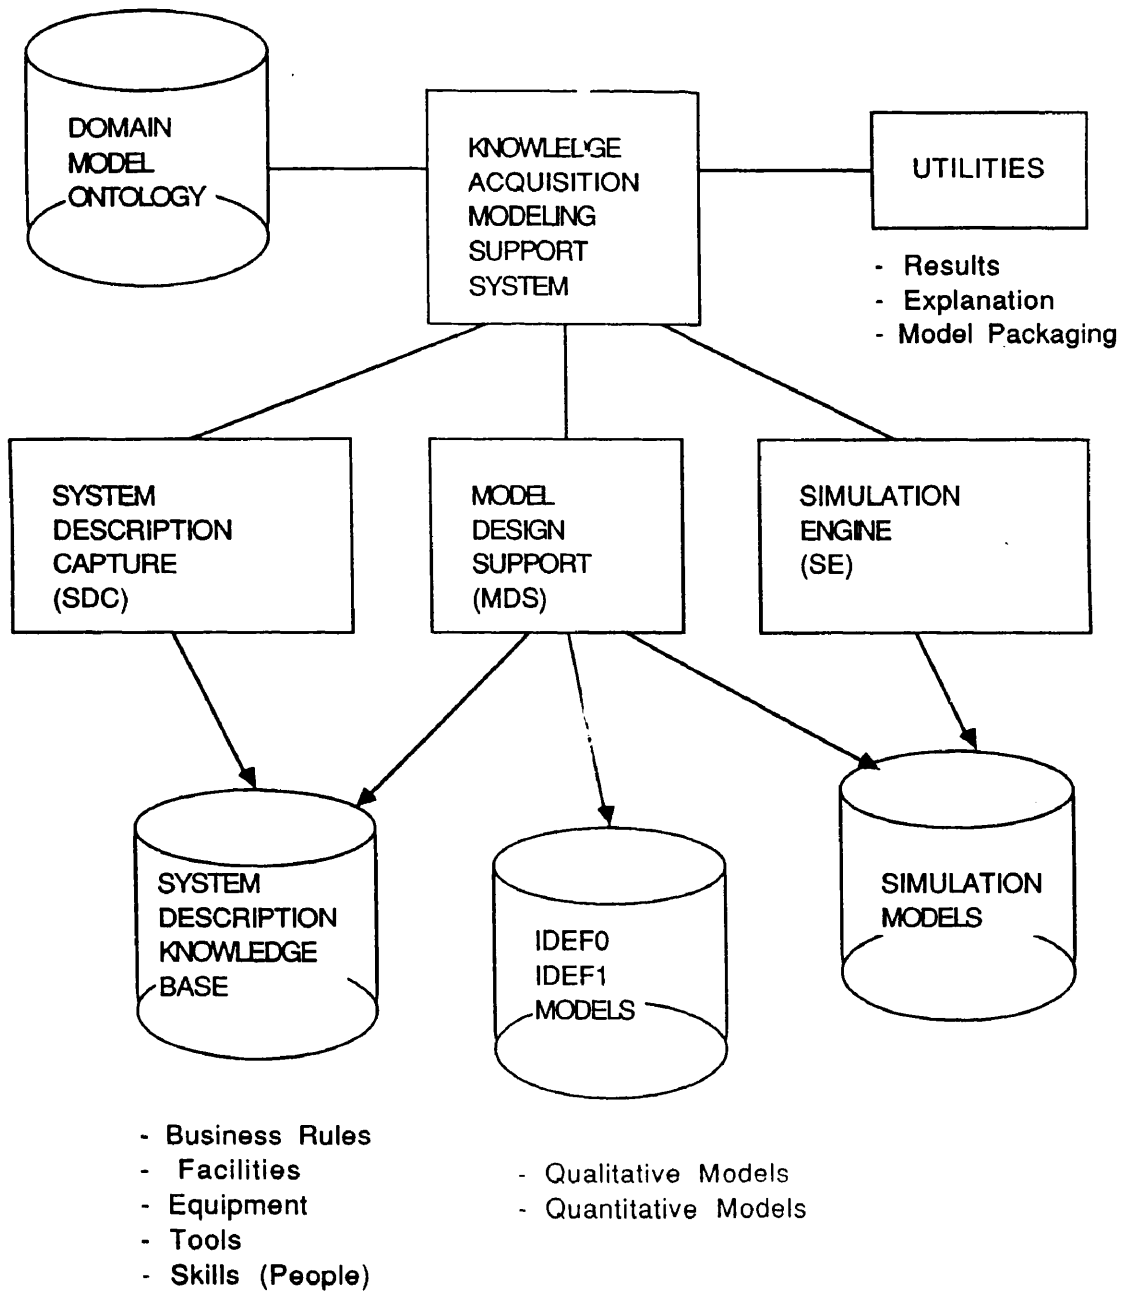 DOMAIN
MODEL
ONTOLOGY
KNOWLEDGE
ACQUISITION
MODELING
SUPPORT
SYSTEM
UTILITIES
- Results
- Explanation
- Model Packaging
SYSTEM
DESCRIPTION
CAPTURE
(SDC)
MODEL
DESIGN
SUPPORT
(MDS)
SIMULATION
ENGINE
(SE)
SYSTEM
DESCRIPTION
KNOWLEDGE
BASE
IDEF0
IDEF1
MODELS
SIMULATION
MODELS
- Business Rules
- Facilities
- Equipment
- Tools
- Skills (People)
- Qualitative Models
- Quantitative Models